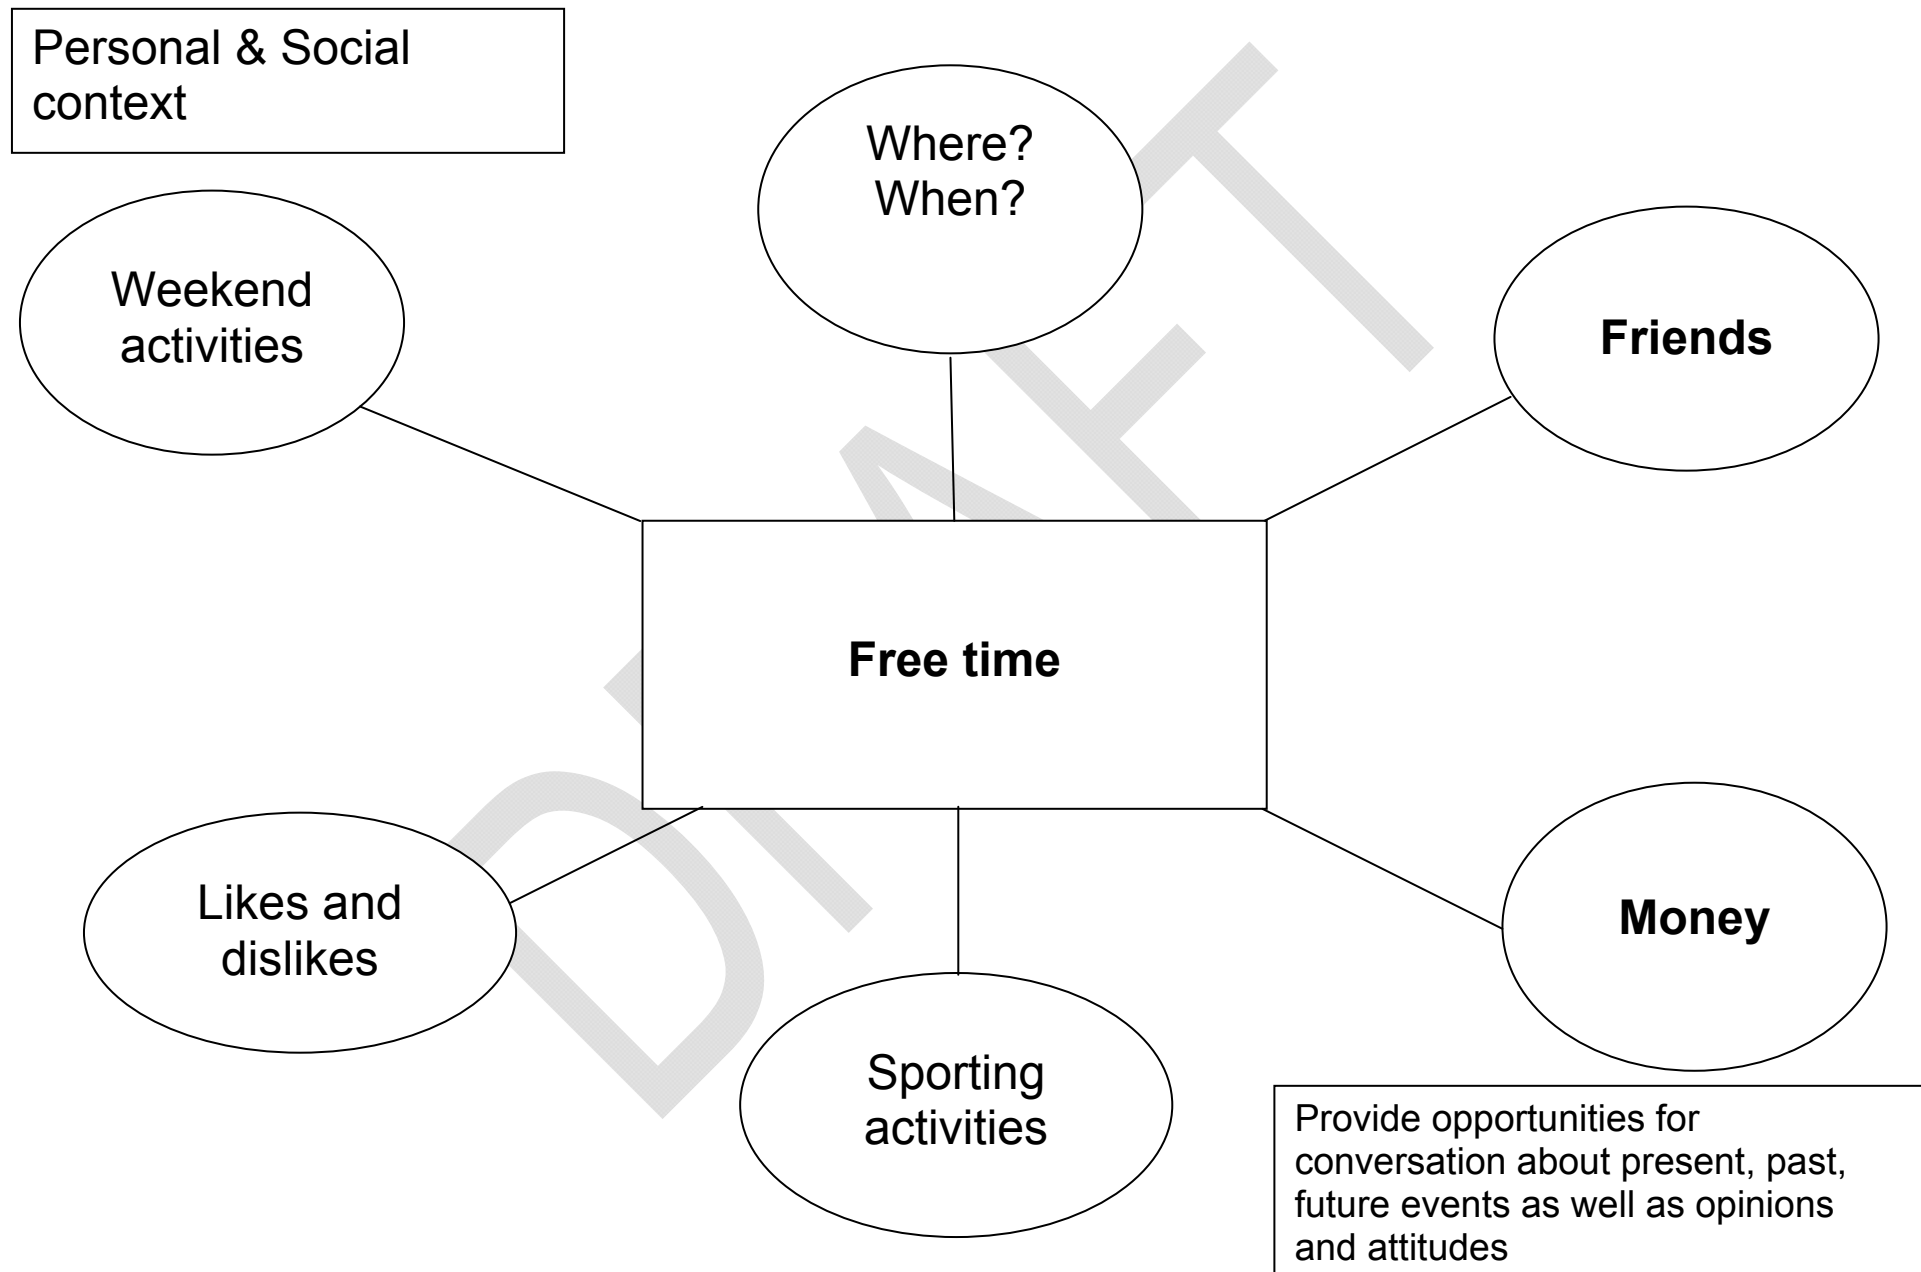 Personal & Social
context
Where?
When?
Weekend
activities
Friends
Free time
Likes and
dislikes
Money
Sporting
activities
Provide opportunities for
conversation about present, past,
future events as well as opinions
and attitudes
DRAFT